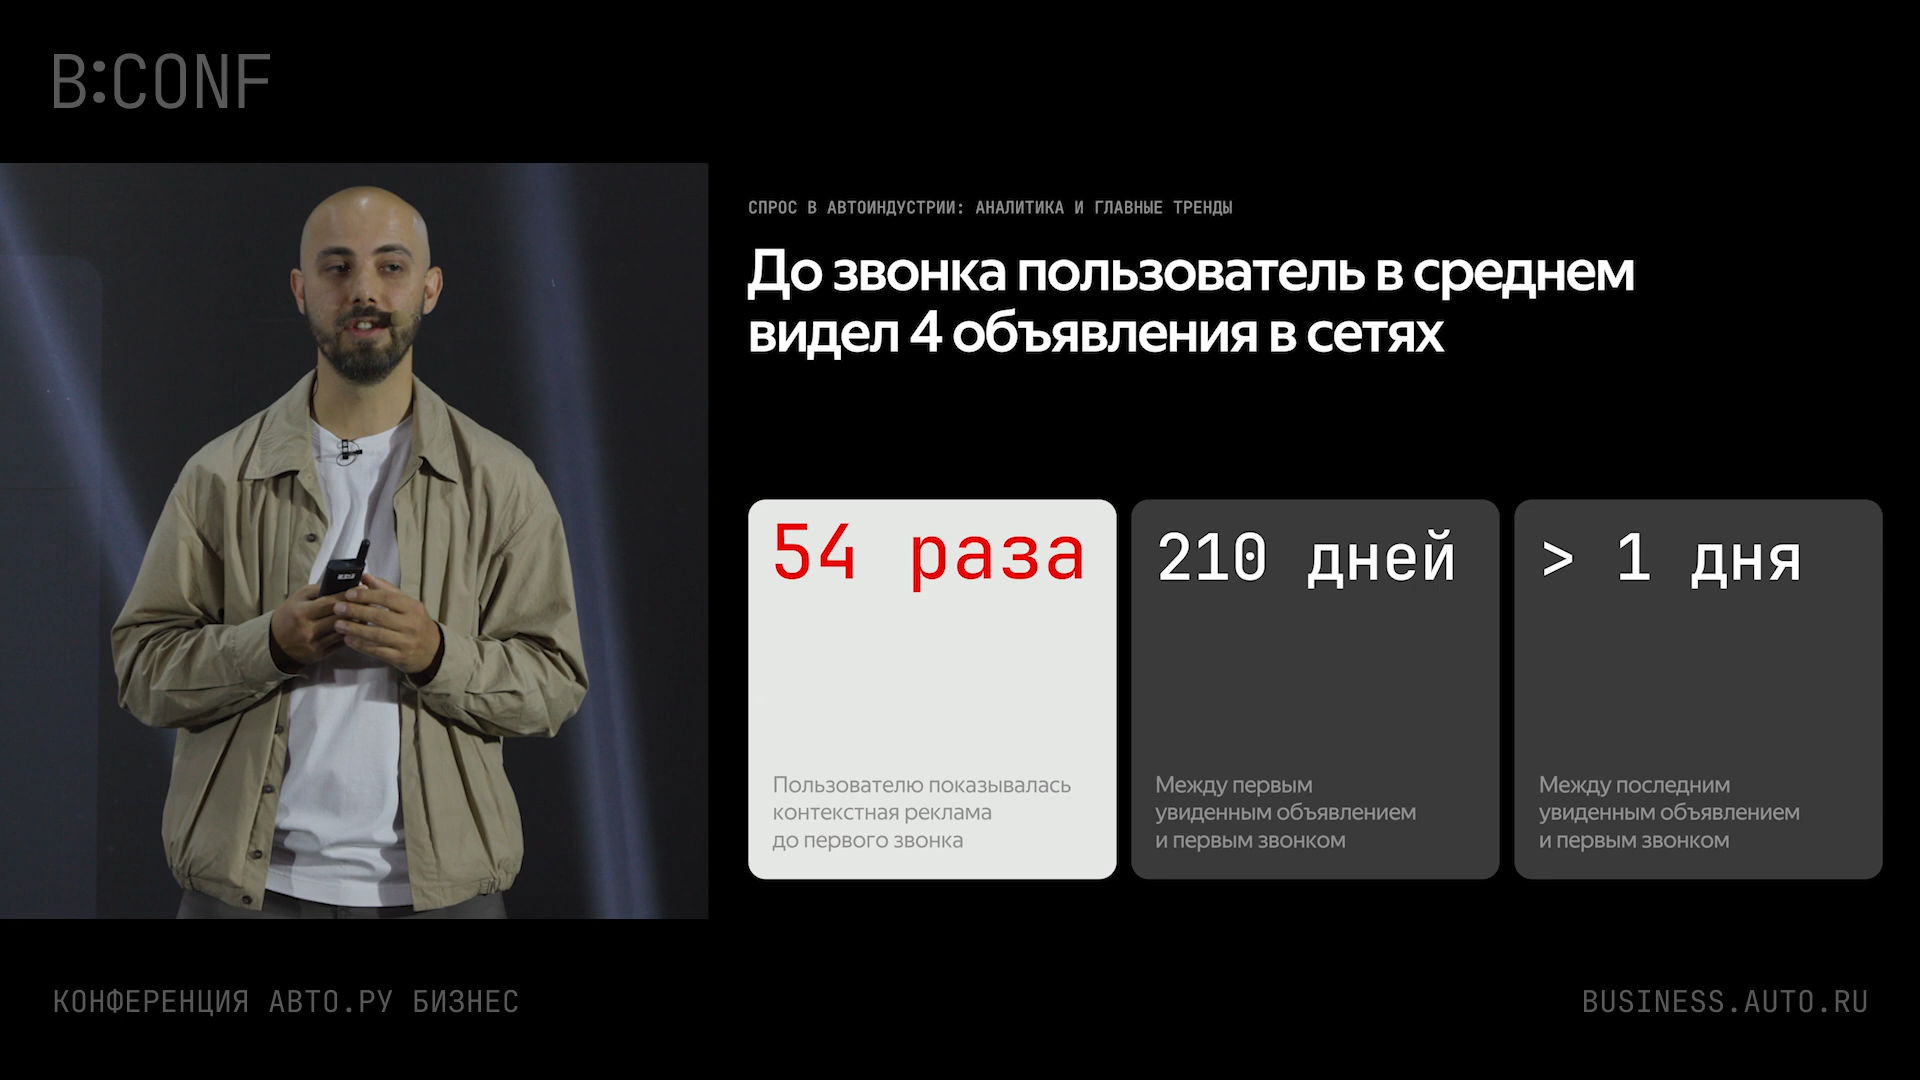 B:CONF
СПРОС В АВТОИНДУСТРИИ: АНАЛИТИКА И ГЛАВНЫЕ ТРЕНДЫ
До звонка пользователь в среднем
видел 4 объявления в сетях
54 раза
Пользователю показывалась
контекстная реклама
до первого звонка
210 дней
Между первым
увиденным объявлением
и первым звонком
> 1 дня
Между последним
увиденным объявлением
и первым звонком
КОНФЕРЕНЦИЯ АВТО.РУ БИЗНЕС
BUSINESS.AUTO.RU